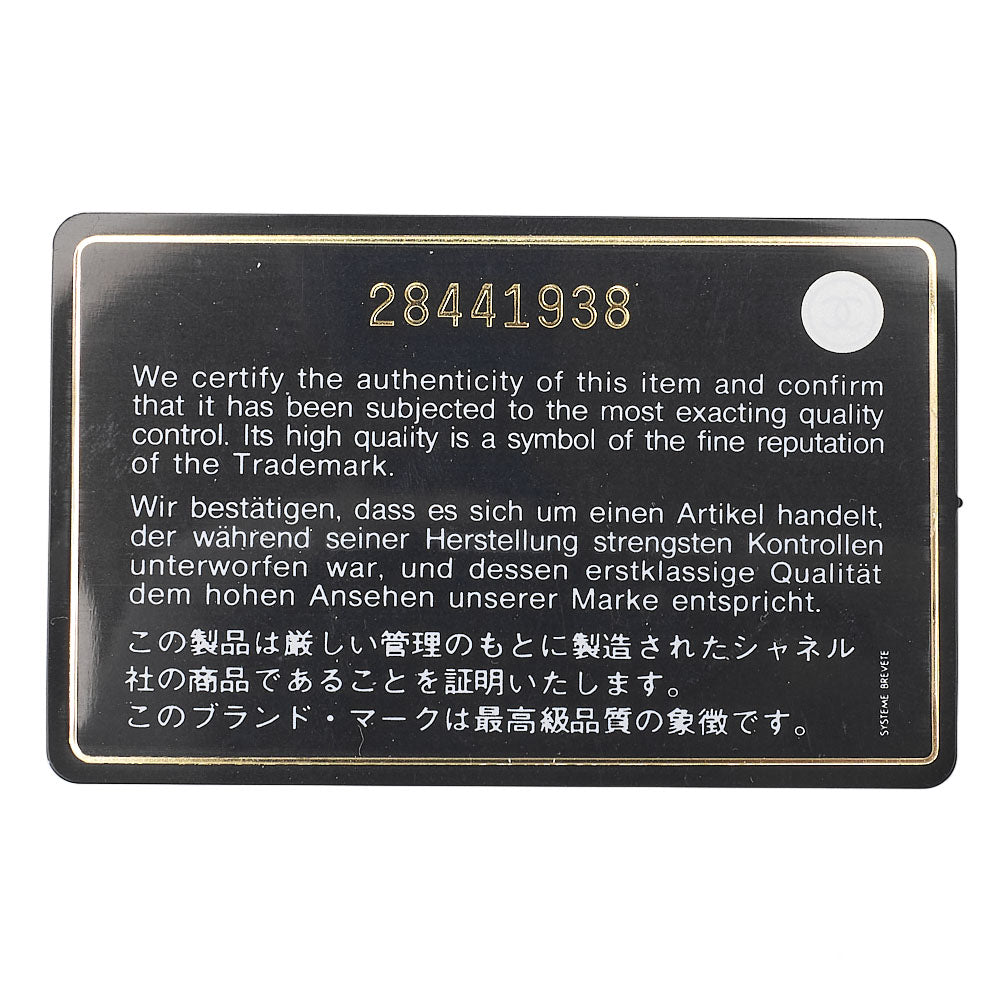 28441938
We certify the authenticity of this item and confirm
that it has been subjected to the most exacting quality
control. Its high quality is a symbol of the fine reputation
of the Trademark.
Wir bestätigen, dass es sich um einen Artikel handelt,
der während seiner Herstellung strengsten Kontrollen
unterworfen war, und dessen erstklassige Qualität
dem hohen Ansehen unserer Marke entspricht.
この製品は厳しい管理のもとに製造されたシャネル
社の商品であることを証明いたします。
このブランド・マークは最高級品質の象徴です。
SYSTEME BREVETE